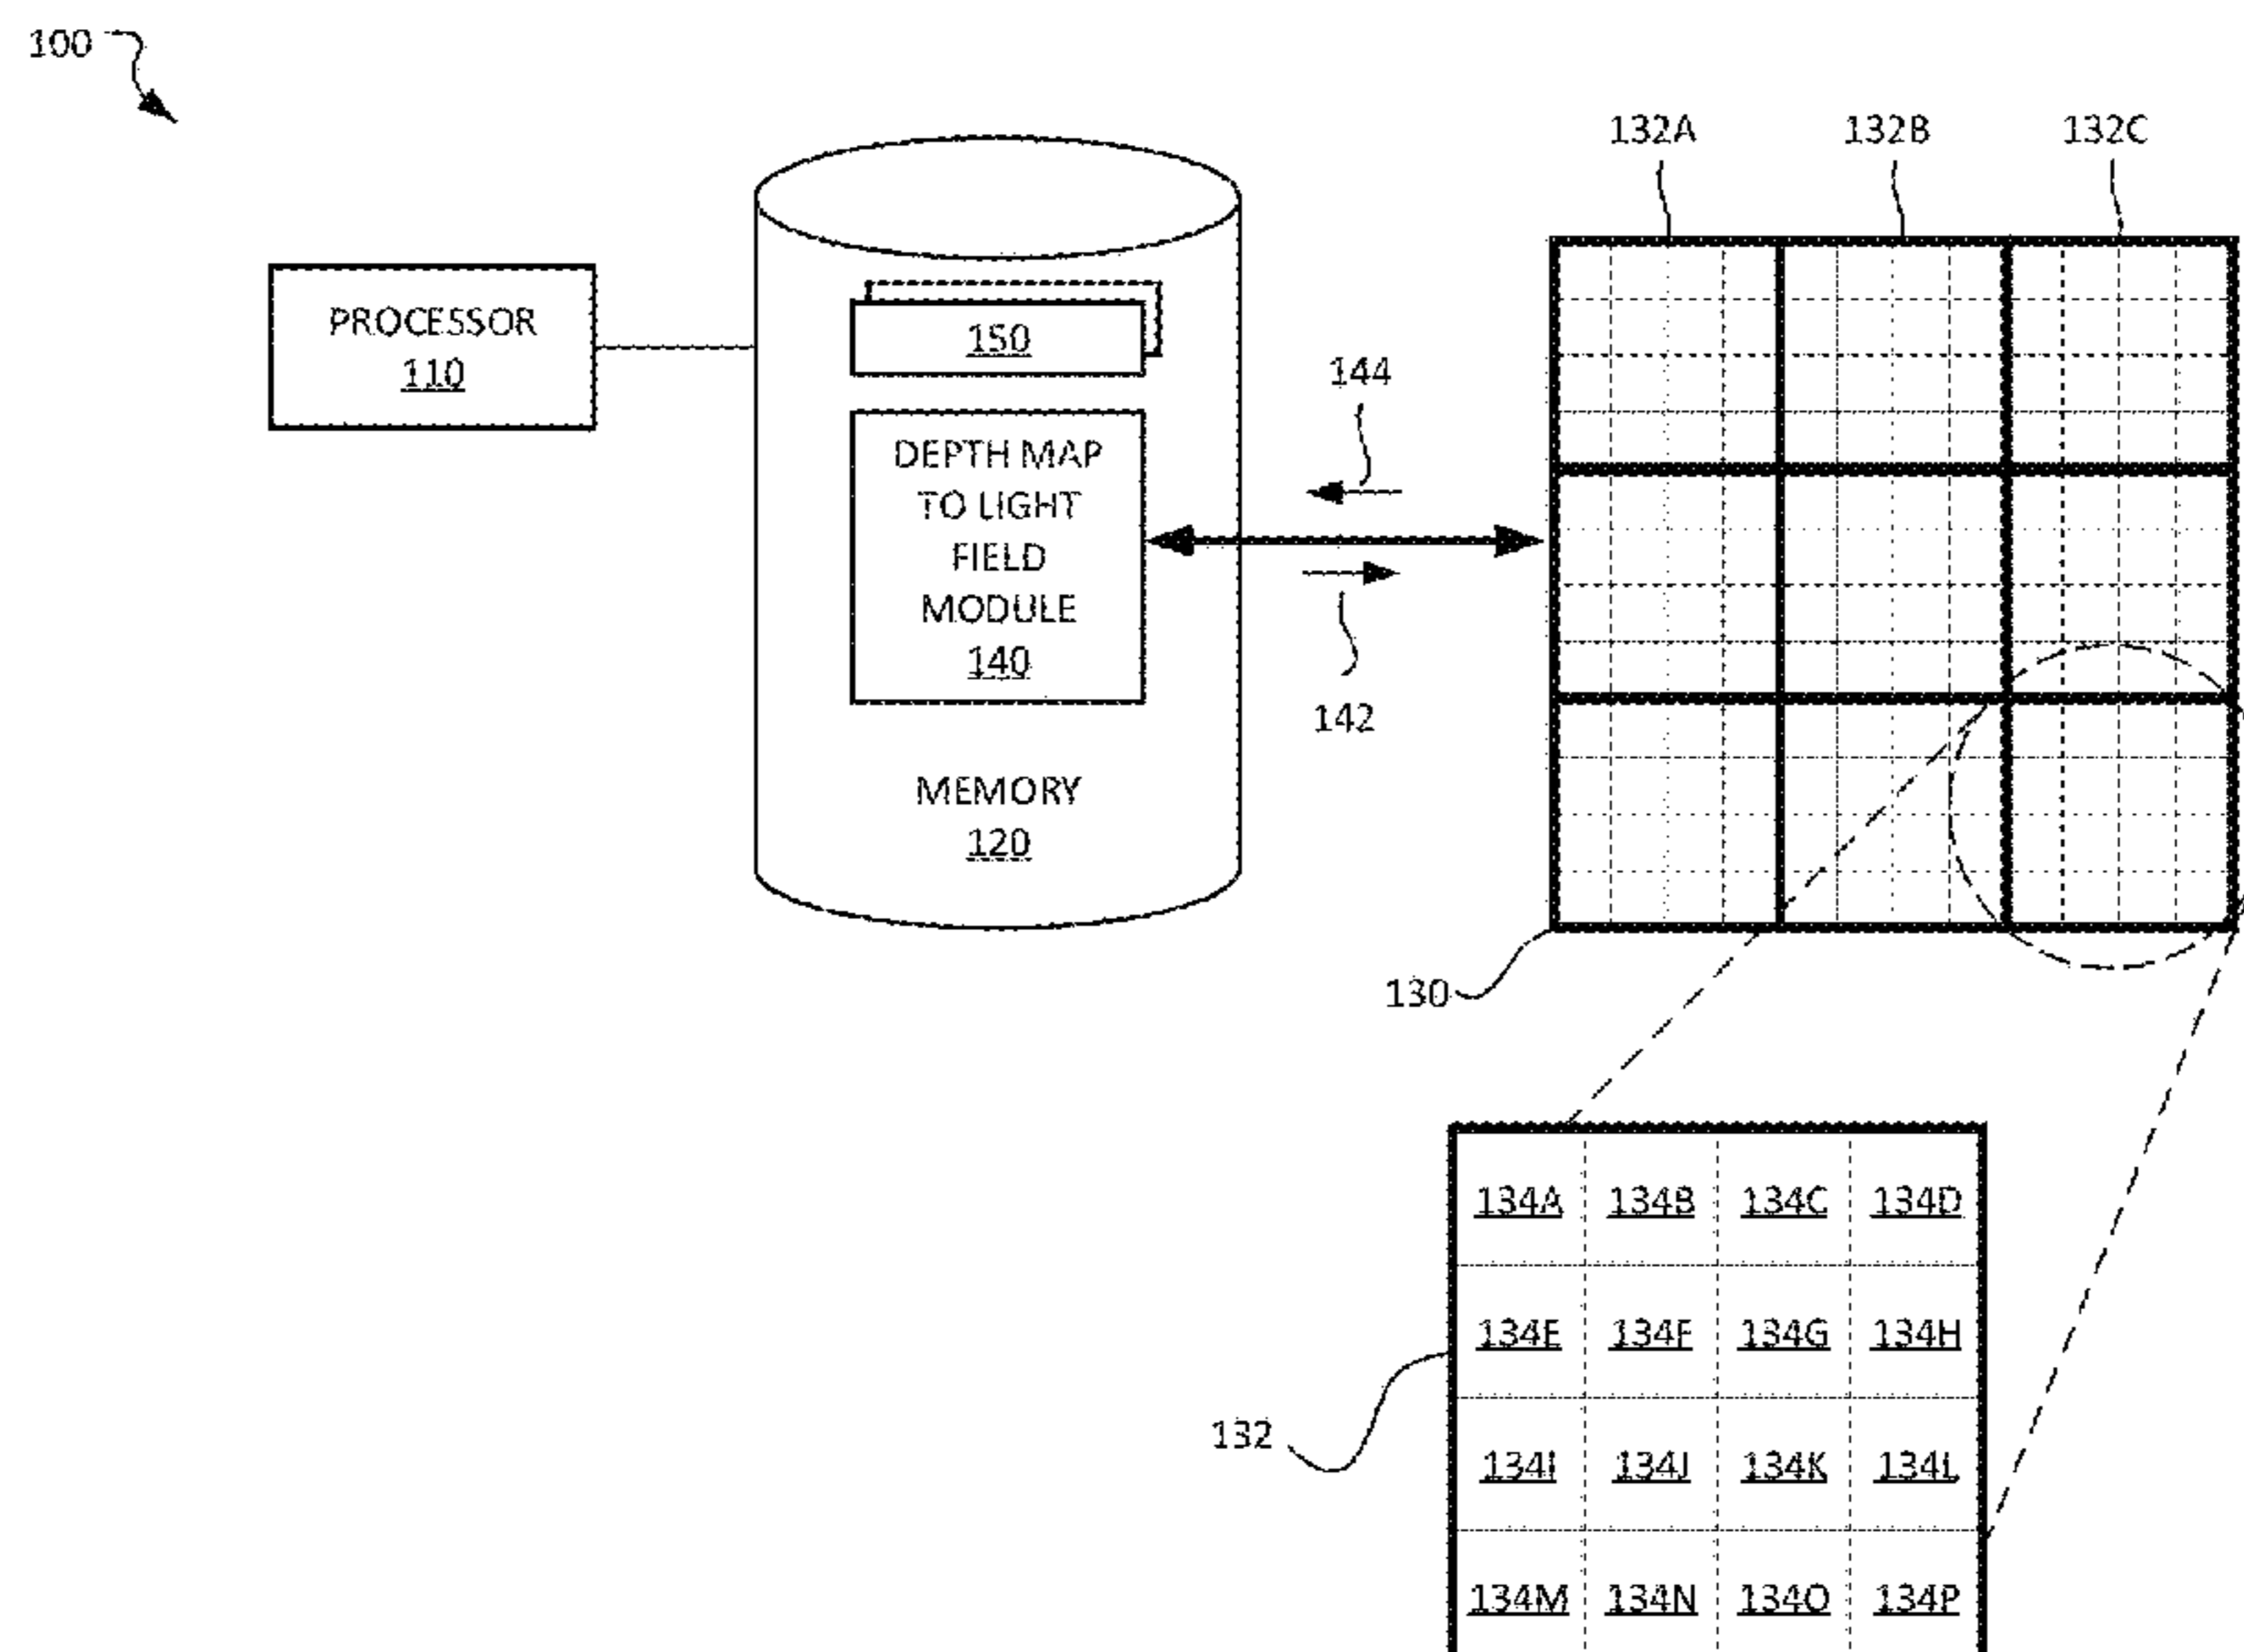 100
132A 132B 132C
PROCESSOR
110
150
144
DEPTH MAP
TO LIGHT
FIELD
MODULE
140
142
MEMORY
120
130
134A 134B 134C 134D
134E 134F 134G 134H
132
134I 134J 134K 134L
134M 134N 134O 134P